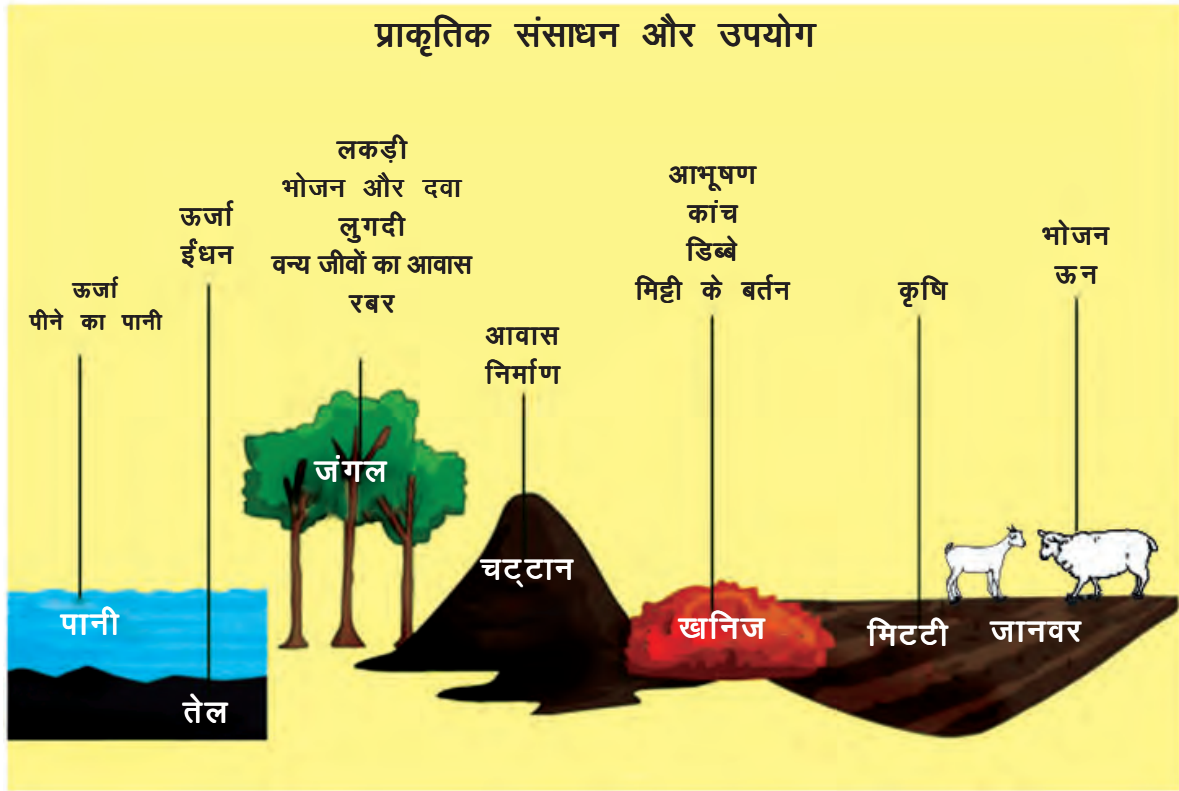 प्राकृतिक संसाधन और उपयोग
ऊर्जा
पीने का पानी
पानी
ऊर्जा
ईंधन
तेल
लकड़ी
भोजन और दवा
लुगदी
वन्य जीवों का आवास
रबर
जंगल
आवास
निर्माण
चट्टान
आभूषण
कांच
डिब्बे
मिट्टी के बर्तन
खनिज
कृषि
मिटटी
भोजन
ऊन
जानवर